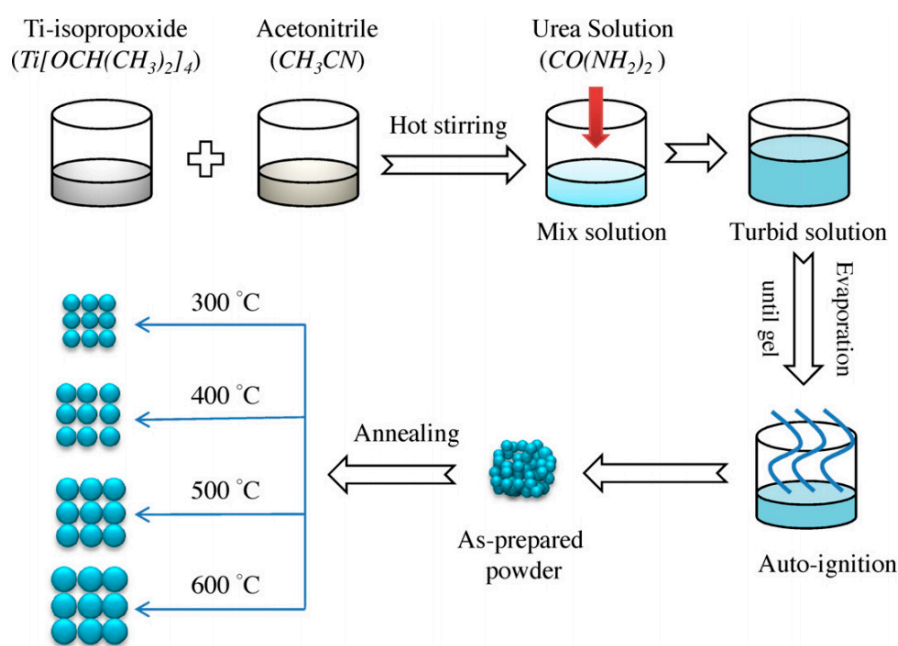 Ti-isopropoxide
(Ti[OCH(CH₃)₂]₄)
Acetonitrile
(CH₃CN)
Urea Solution
(CO(NH₂)₂ )
Hot stirring
Mix solution
Turbid solution
Evaporation
until gel
300 °C
400 °C
500 °C
600 °C
Annealing
As-prepared
powder
Auto-ignition